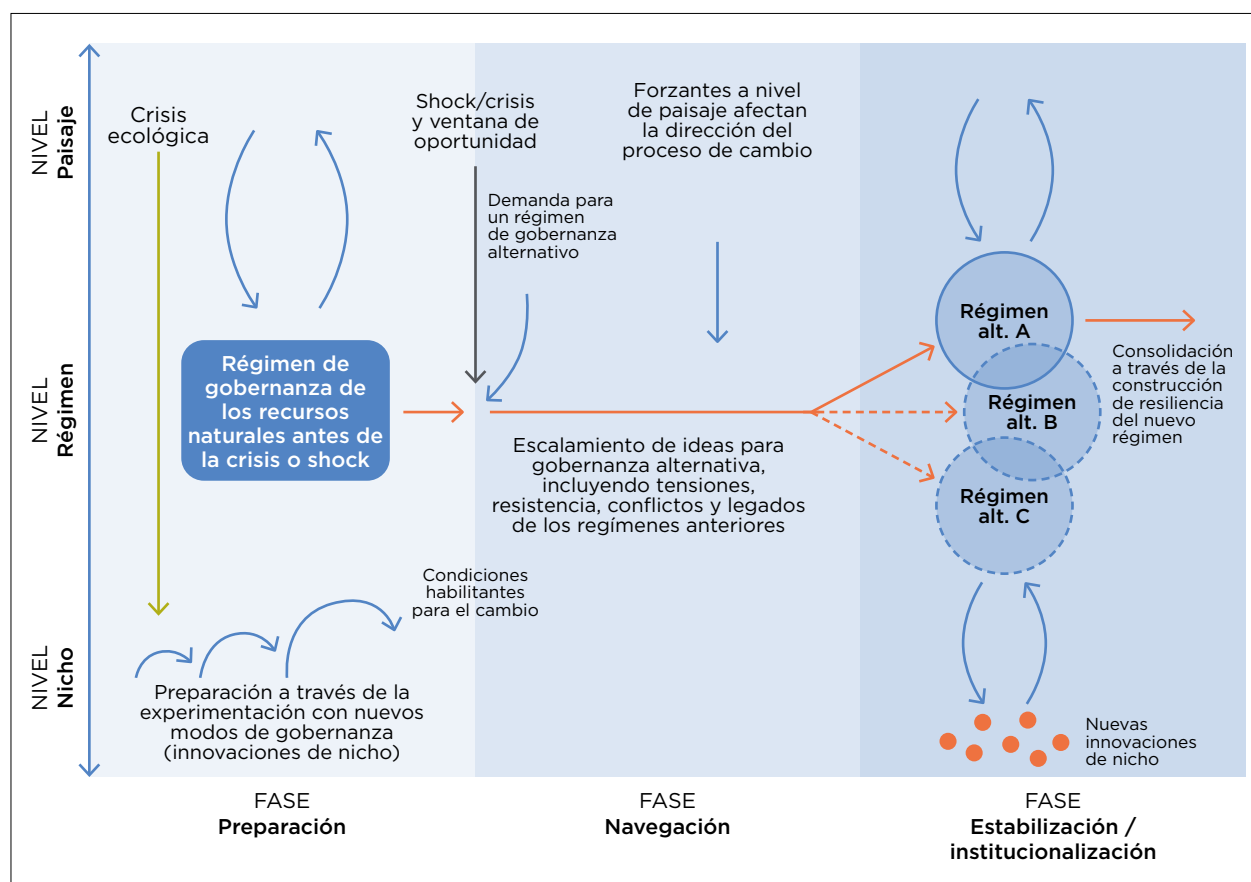 NIVEL
Paisaje
Crisis
ecológica
Shock/crisis
y ventana de
oportunidad
Forzantes a nivel
de paisaje afectan
la dirección del
proceso de cambio
Demanda para
un régimen
de gobernanza
alternativo
NIVEL
Régimen
Régimen de
gobernanza de
los recursos
naturales antes de
la crisis o shock
Escalamiento de ideas para
gobernanza alternativa,
incluyendo tensiones,
resistencia, conflictos y legados
de los regímenes anteriores
Régimen
alt. A
Régimen
alt. B
Régimen
alt. C
Consolidación
a través de la
construcción
de resiliencia
del nuevo
régimen
NIVEL
Nicho
Condiciones
habilitantes
para el cambio
Preparación a través de la
experimentación con nuevos
modos de gobernanza
(innovaciones de nicho)
Nuevas
innovaciones
de nicho
FASE
Preparación
FASE
Navegación
FASE
Estabilización /
institucionalización